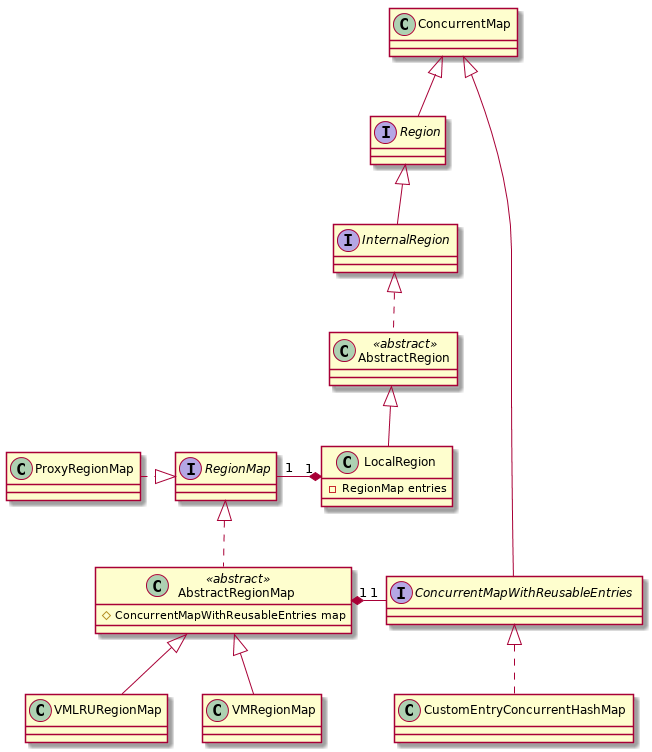 C ConcurrentMap
I Region
I InternalRegion
C «abstract»
AbstractRegion
C ProxyRegionMap
I RegionMap
1
1
C LocalRegion
RegionMap entries
C «abstract»
AbstractRegionMap
ConcurrentMapWithReusableEntries map
1
1
I ConcurrentMapWithReusableEntries
C VMLRURegionMap
C VMRegionMap
C CustomEntryConcurrentHashMap